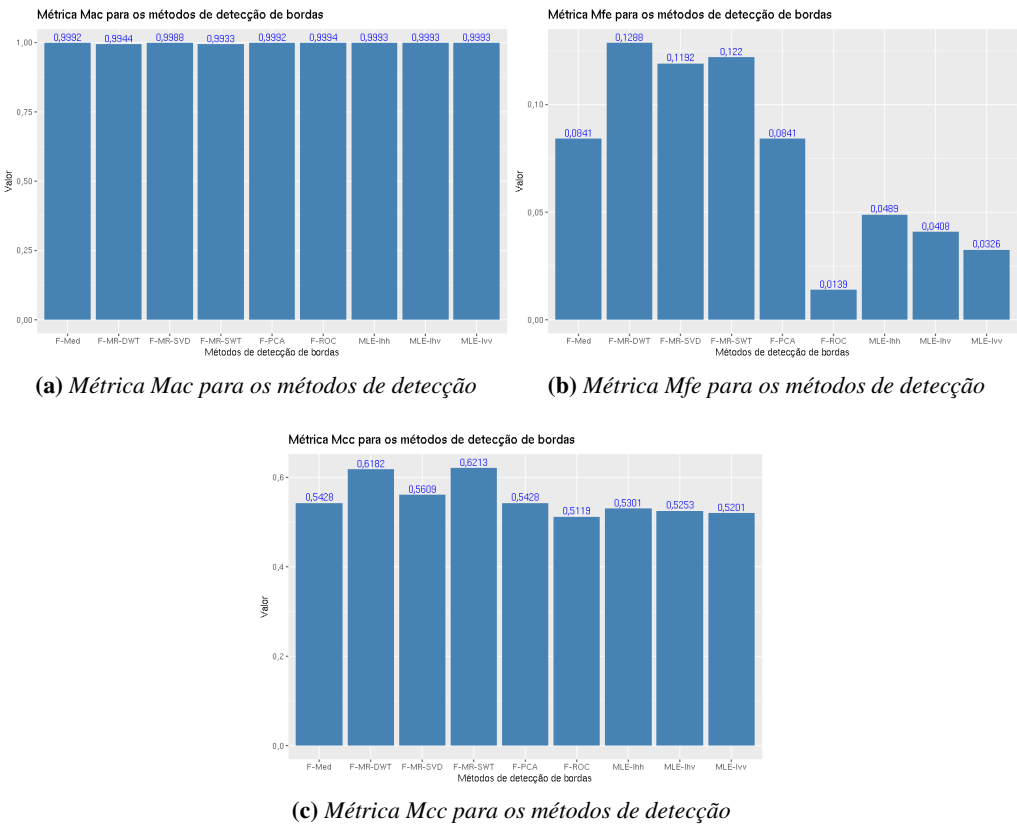 Métrica Mac para os métodos de detecção de bordas
0,9992 0,9944 0,9988 0,9933 0,9992 0,9994 0,9993 0,9993 0,9993
1,00
0,75
0,50
0,25
0,00
Valor
F-Med F-MR-DWT F-MR-SVD F-MR-SWT F-PCA F-ROC MLE-Ihh MLE-Ihv MLE-Ivv
Métodos de detecção de bordas
(a) Métrica Mac para os métodos de detecção
Métrica Mfe para os métodos de detecção de bordas
0,0841 0,1288 0,1192 0,122 0,0841 0,0139 0,0489 0,0408 0,0326
0,10
0,05
0,00
Valor
F-Med F-MR-DWT F-MR-SVD F-MR-SWT F-PCA F-ROC MLE-Ihh MLE-Ihv MLE-Ivv
Métodos de detecção de bordas
(b) Métrica Mfe para os métodos de detecção
Métrica Mcc para os métodos de detecção de bordas
0,5428 0,6182 0,5609 0,6213 0,5428 0,5119 0,5301 0,5253 0,5201
0,6
0,4
0,2
0,0
Valor
F-Med F-MR-DWT F-MR-SVD F-MR-SWT F-PCA F-ROC MLE-Ihh MLE-Ihv MLE-Ivv
Métodos de detecção de bordas
(c) Métrica Mcc para os métodos de detecção